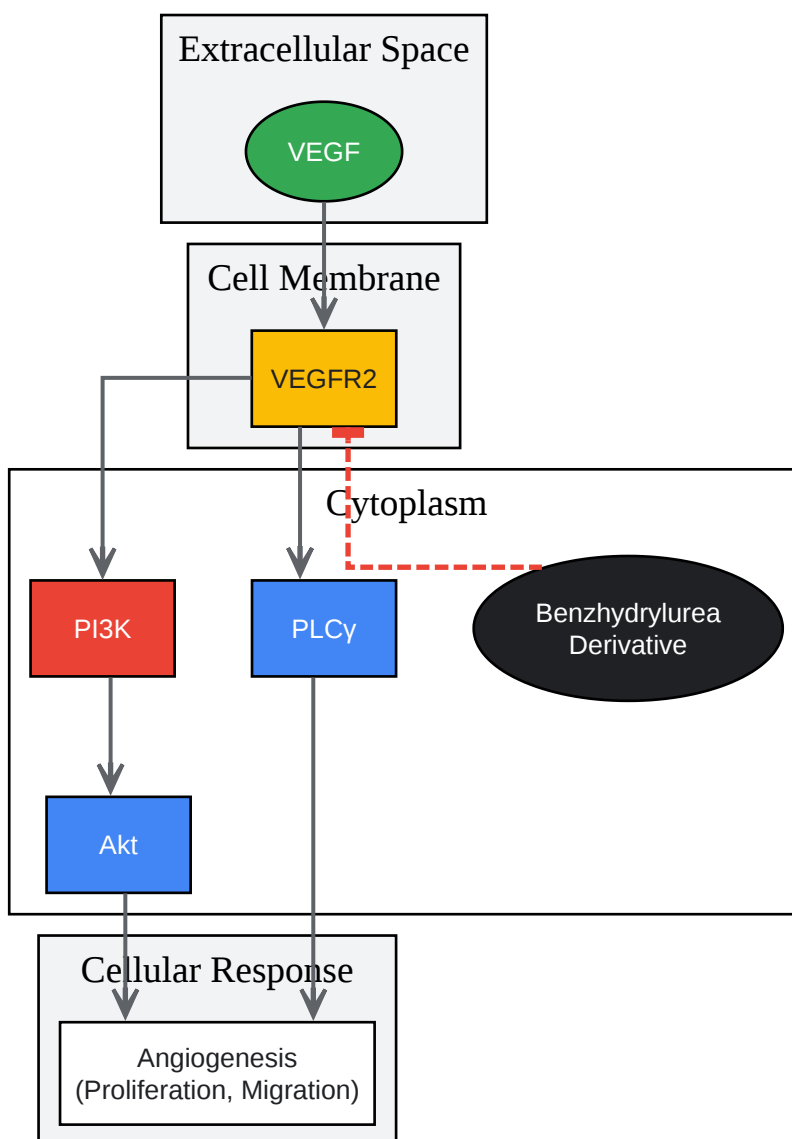 Extracellular Space
VEGF
Cell Membrane
VEGFR2
Cytoplasm
PI3K
PLCγ
Benzhydrylurea
Derivative
Akt
Cellular Response
Angiogenesis
(Proliferation, Migration)